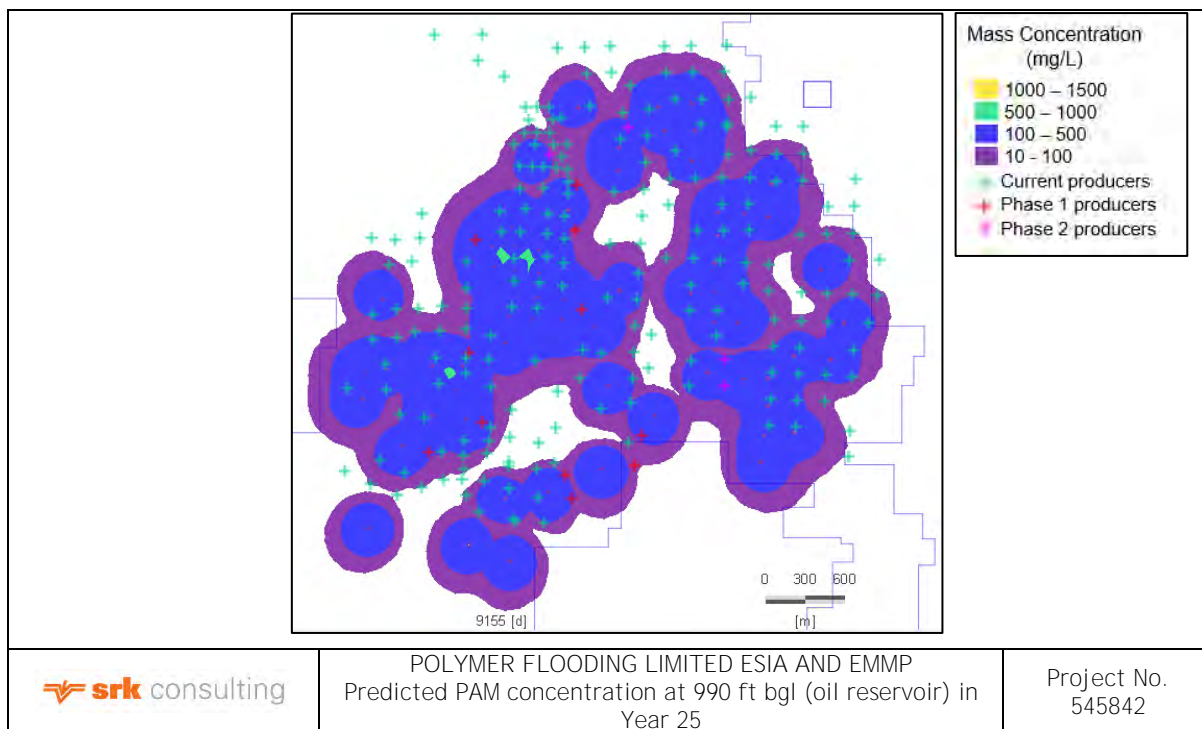 Mass Concentration
(mg/L)
1000 – 1500
500 – 1000
100 – 500
10 - 100
Current producers
Phase 1 producers
Phase 2 producers
0 300 600
9155 [d]
[m]
srk consulting
POLYMER FLOODING LIMITED ESIA AND EMMP
Predicted PAM concentration at 990 ft bgl (oil reservoir) in
Year 25
Project No.
545842